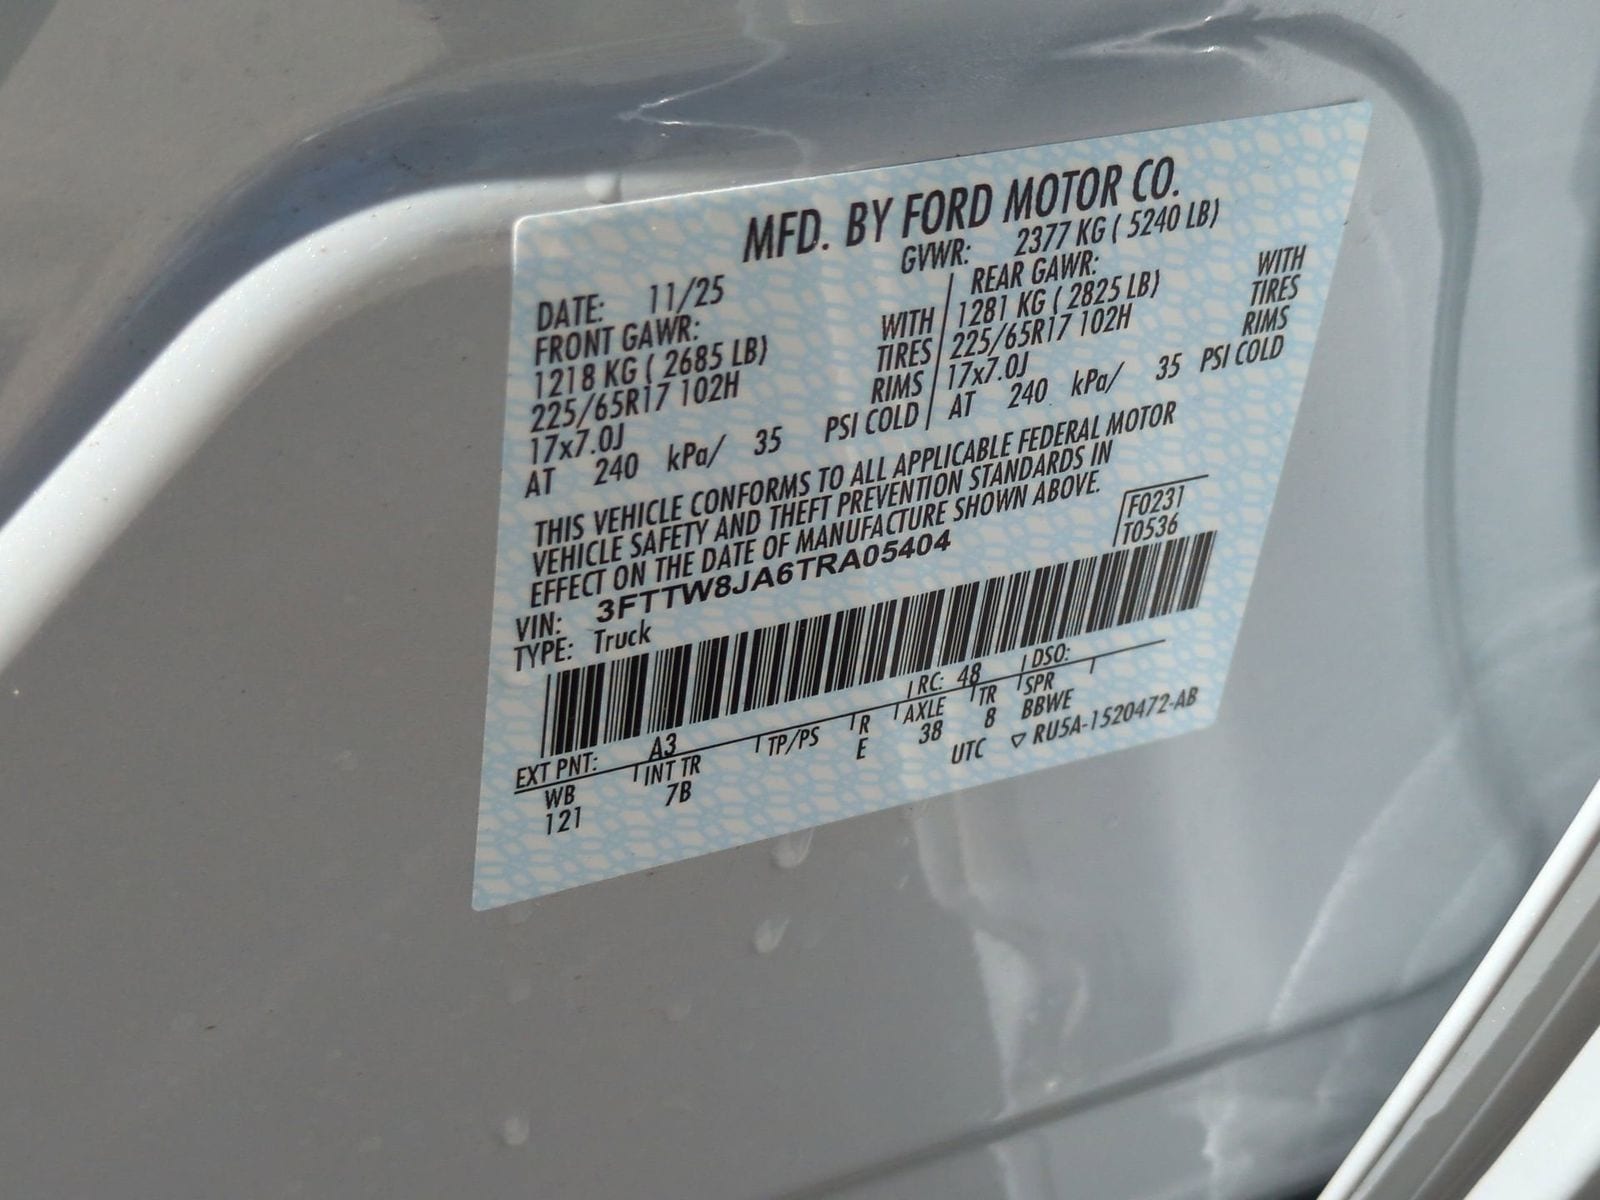 MFD. BY FORD MOTOR CO.
DATE: 11/25 GVWR: 2377 KG ( 5240 LB)
FRONT GAWR: REAR GAWR:
1218 KG ( 2685 LB) WITH 1281 KG ( 2825 LB) WITH
225/65R17 102H TIRES 225/65R17 102H TIRES
17x7.0J RIMS 17x7.0J RIMS
AT 240 kPa/ 35 PSI COLD AT 240 kPa/ 35 PSI COLD
THIS VEHICLE CONFORMS TO ALL APPLICABLE FEDERAL MOTOR
VEHICLE SAFETY AND THEFT PREVENTION STANDARDS IN
EFFECT ON THE DATE OF MANUFACTURE SHOWN ABOVE.
VIN: 3FTTW8JA6TRA05404 F0231
TYPE: Truck T0536
EXT PNT: A3 RC: 48 DSO:
WB INT TR TP/PS R AXLE TR SPR
121 7B E 38 8 BBWE
UTC ▽ RU5A-1520472-AB